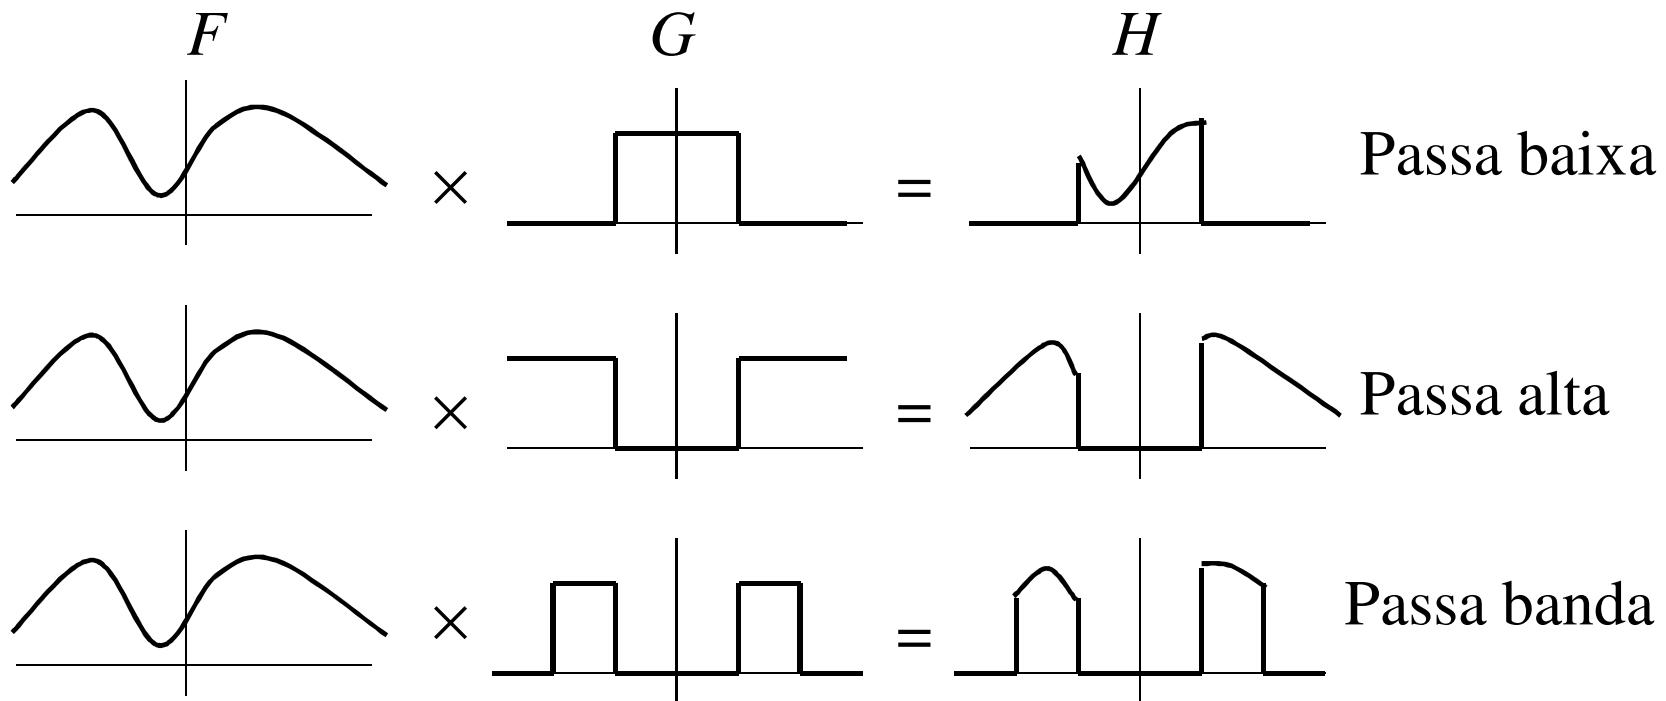 F G H
× = Passa baixa
× = Passa alta
× = Passa banda